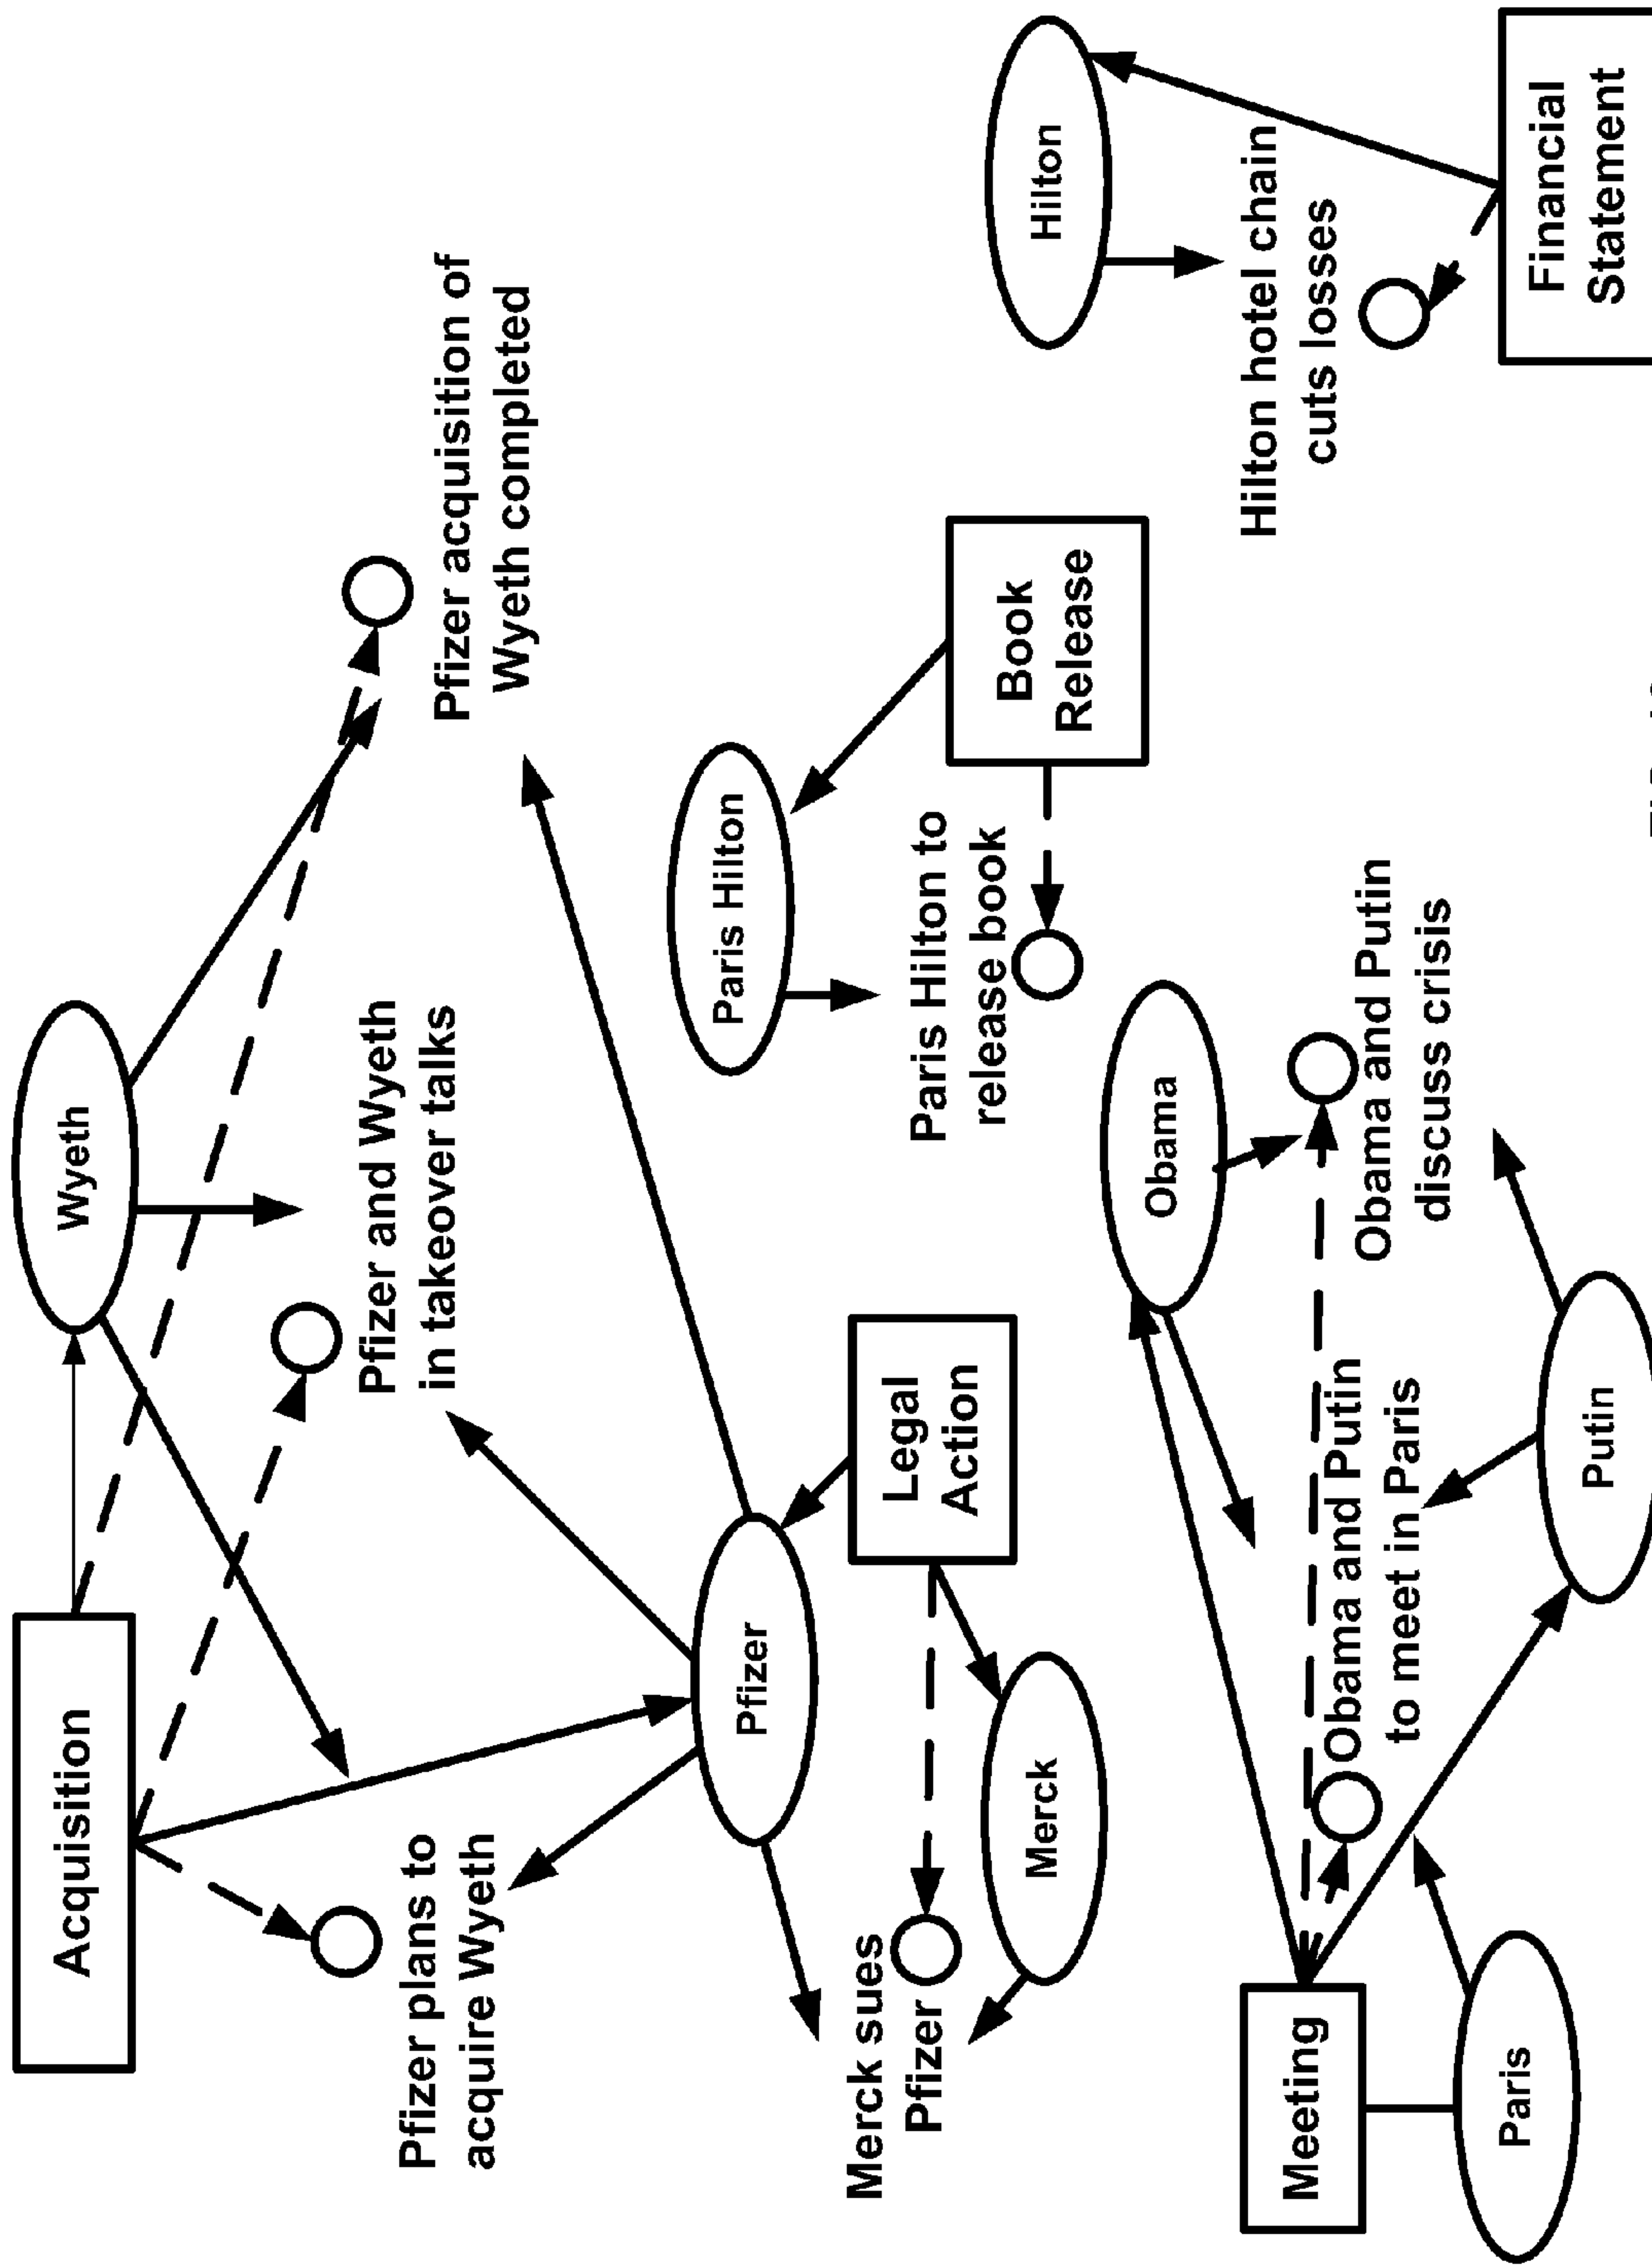 Acquisition
Wyeth
Pfizer plans to
acquire Wyeth
Pfizer and Wyeth
in takeover talks
Pfizer acquisition of
Wyeth completed
Pfizer
Paris Hilton
Merck sues
Pfizer
Legal
Action
Merck
Paris Hilton to
release book
Book
Release
Hilton
Hilton hotel chain
cuts losses
Financial
Statement
Meeting
Obama
Obama and Putin
to meet in Paris
Obama and Putin
discuss crisis
Paris
Putin